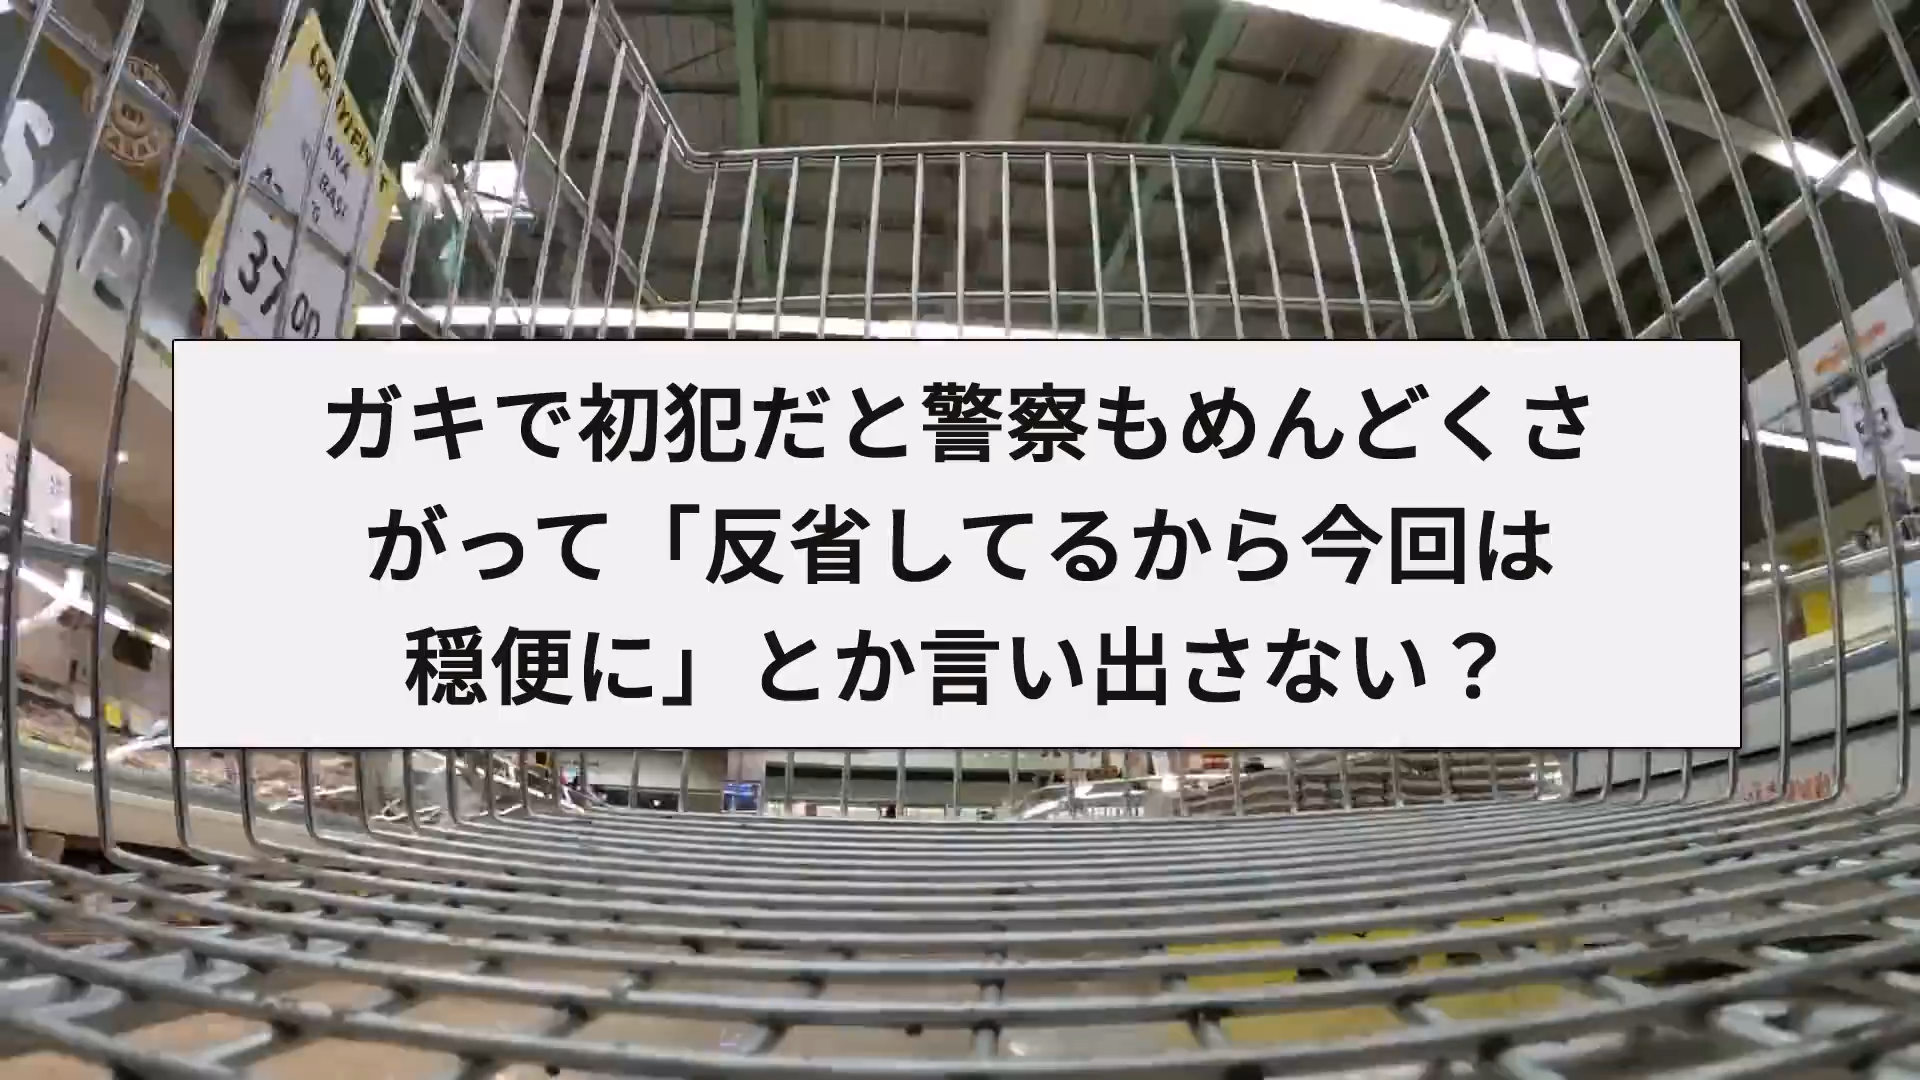 ガキで初犯だと警察もめんどくさ
がって「反省してるから今回は
穏便に」とか言い出さない？
37